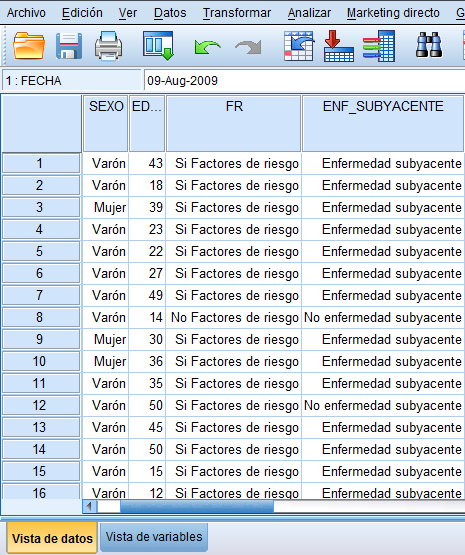 Archivo Edición Ver Datos Transformar Analizar Marketing directo G
1 : FECHA 09-Aug-2009
SEXO ED... FR ENF_SUBYACENTE
1 Varón 43 Si Factores de riesgo Enfermedad subyacente
2 Varón 18 Si Factores de riesgo Enfermedad subyacente
3 Mujer 39 Si Factores de riesgo Enfermedad subyacente
4 Varón 23 Si Factores de riesgo Enfermedad subyacente
5 Varón 22 Si Factores de riesgo Enfermedad subyacente
6 Varón 27 Si Factores de riesgo Enfermedad subyacente
7 Varón 49 Si Factores de riesgo Enfermedad subyacente
8 Varón 14 No Factores de riesgo No enfermedad subyacente
9 Mujer 30 Si Factores de riesgo Enfermedad subyacente
10 Mujer 36 Si Factores de riesgo Enfermedad subyacente
11 Varón 35 Si Factores de riesgo Enfermedad subyacente
12 Varón 50 Si Factores de riesgo No enfermedad subyacente
13 Varón 45 Si Factores de riesgo Enfermedad subyacente
14 Varón 50 Si Factores de riesgo Enfermedad subyacente
15 Varón 15 Si Factores de riesgo Enfermedad subyacente
16 Varón 12 Si Factores de riesgo Enfermedad subyacente
Vista de datos Vista de variables